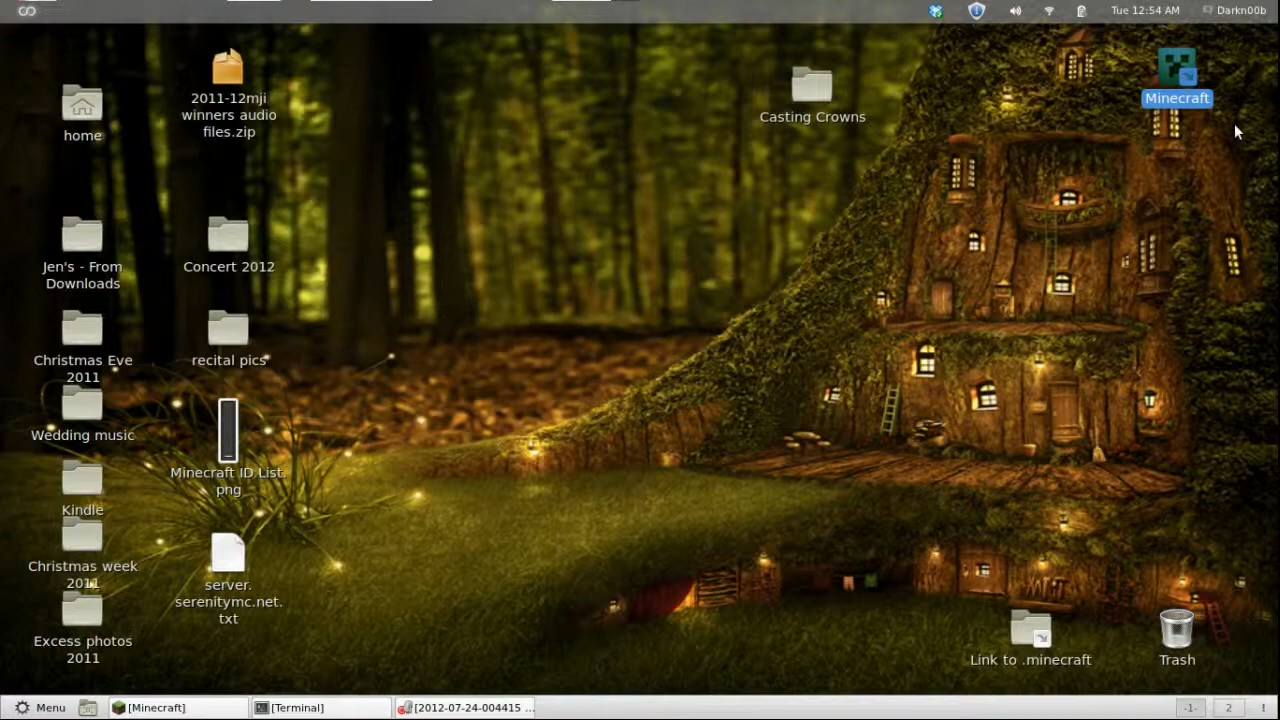 Tue 12:54 AM
Darkn00b
home
2011-12mji
winners audio
files.zip
Casting Crowns
Minecraft
Jen's - From
Downloads
Concert 2012
Christmas Eve
2011
recital pics
Wedding music
Minecraft ID List.
png
Kindle
Christmas week
2011
server.
serenitymc.net.
txt
Excess photos
2011
Link to .minecraft
Trash
Menu
[Minecraft]
[Terminal]
[2012-07-24-004415 ...
-1-
2
!